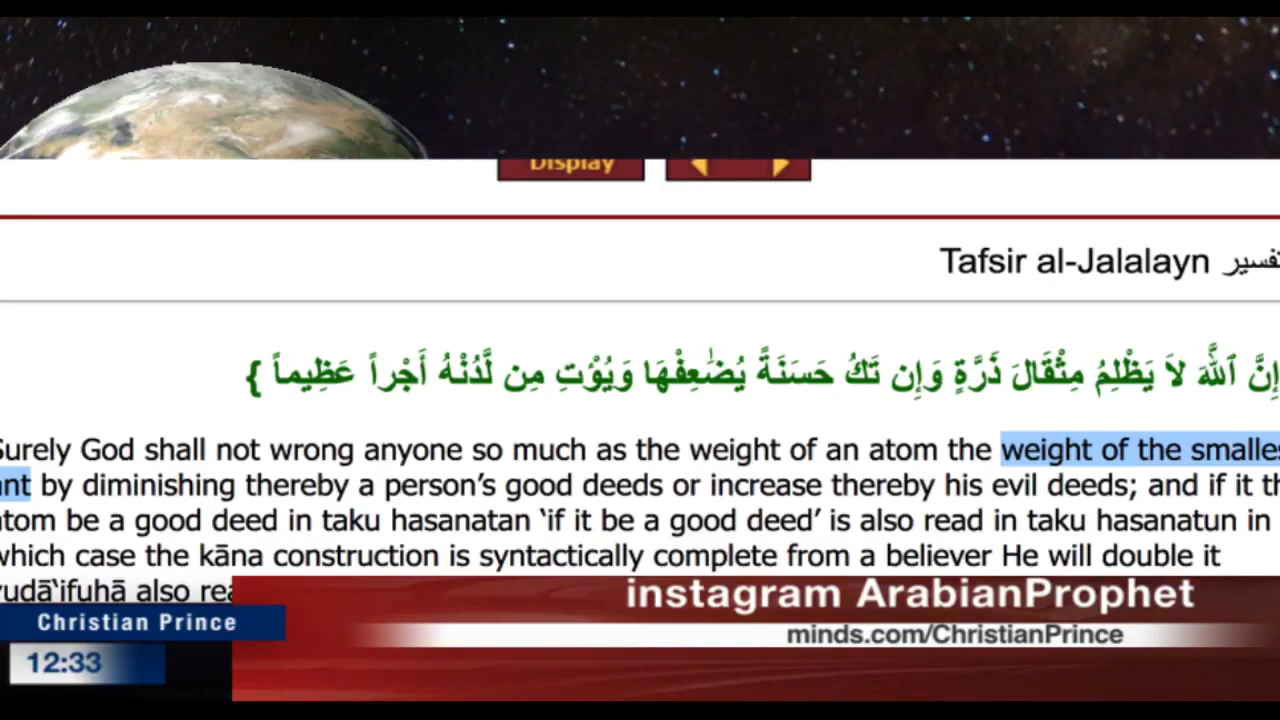 Display
Tafsir al-Jalalayn تفسير
إِنَّ ٱللَّهَ لاَ يَظْلِمُ مِثْقَالَ ذَرَّةٍ وَإِن تَكُ حَسَنَةً يُضَٰعِفْهَا وَيُؤْتِ مِن لَّدُنْهُ أَجْراً عَظِيماً }
Surely God shall not wrong anyone so much as the weight of an atom the weight of the smalles
ant by diminishing thereby a person’s good deeds or increase thereby his evil deeds; and if it th
atom be a good deed in taku hasanatan ‘if it be a good deed’ is also read in taku hasanatun in
which case the kāna construction is syntactically complete from a believer He will double it
yudā‘ifuhā also rea
instagram ArabianProphet
Christian Prince
minds.com/ChristianPrince
12:33